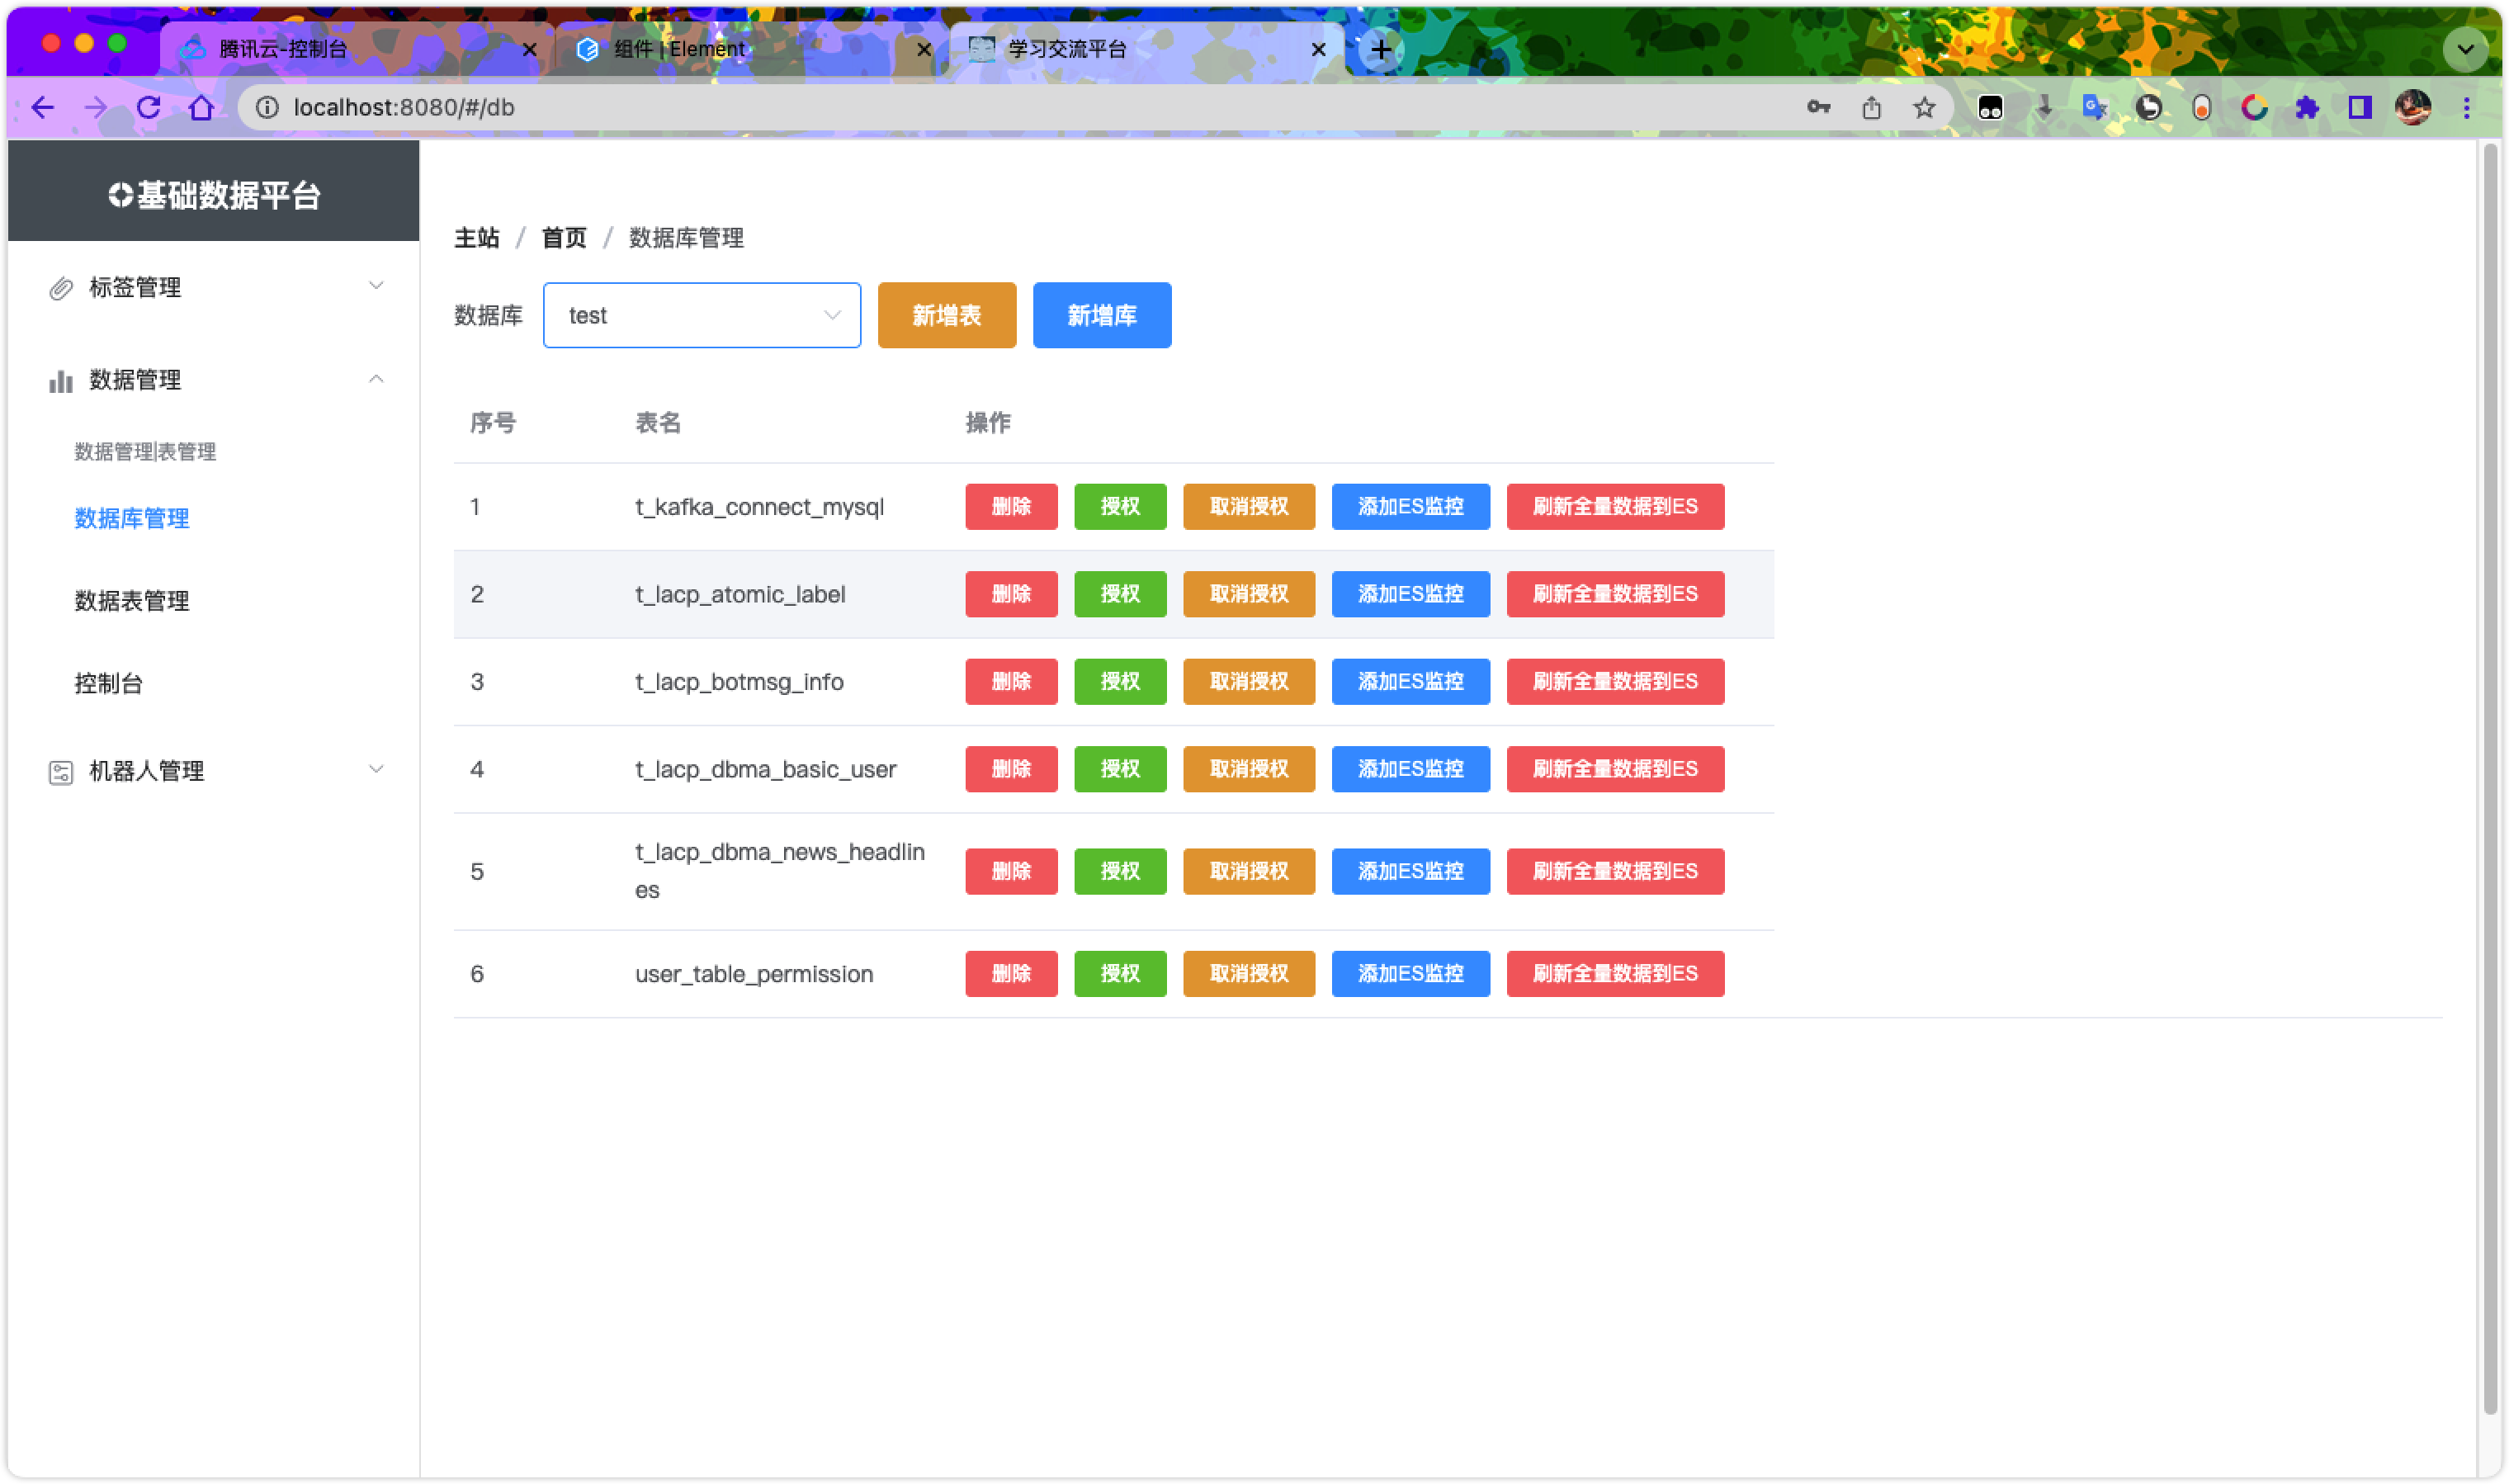 腾讯云-控制台
组件 | Element
学习交流平台
localhost:8080/#/db
基础数据平台
标签管理
数据管理
数据管理|表管理
数据库管理
数据表管理
控制台
机器人管理
主站 / 首页 / 数据库管理
数据库 test 新增表 新增库
序号 表名 操作
1 t_kafka_connect_mysql 删除 授权 取消授权 添加ES监控 刷新全量数据到ES
2 t_lacp_atomic_label 删除 授权 取消授权 添加ES监控 刷新全量数据到ES
3 t_lacp_botmsg_info 删除 授权 取消授权 添加ES监控 刷新全量数据到ES
4 t_lacp_dbma_basic_user 删除 授权 取消授权 添加ES监控 刷新全量数据到ES
5 t_lacp_dbma_news_headlin
es 删除 授权 取消授权 添加ES监控 刷新全量数据到ES
6 user_table_permission 删除 授权 取消授权 添加ES监控 刷新全量数据到ES